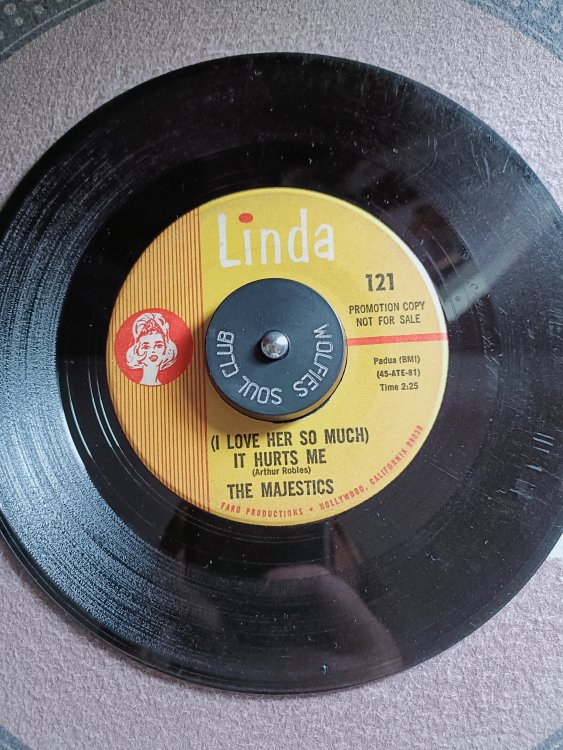 Linda
121
PROMOTION COPY
NOT FOR SALE
Padua (BMI)
(45-ATE-81)
Time 2:25
WOLFIES SOUL CLUB
(I LOVE HER SO MUCH)
IT HURTS ME
(Arthur Robles)
THE MAJESTICS
FARO PRODUCTIONS • HOLLYWOOD, CALIFORNIA 90036